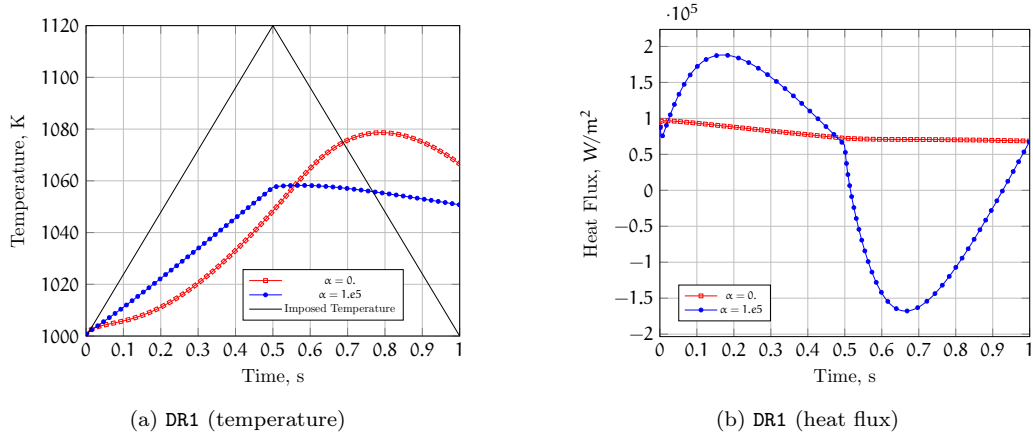 1120
1100
1080
1060
1040
1020
1000
0 0.1 0.2 0.3 0.4 0.5 0.6 0.7 0.8 0.9 1
Temperature, K
Time, s
α = 0.
α = 1.e5
Imposed Temperature
(a) DR1 (temperature)
·10⁵
2
1.5
1
0.5
0
−0.5
−1
−1.5
−2
0 0.1 0.2 0.3 0.4 0.5 0.6 0.7 0.8 0.9 1
Heat Flux, W/m²
Time, s
α = 0.
α = 1.e5
(b) DR1 (heat flux)